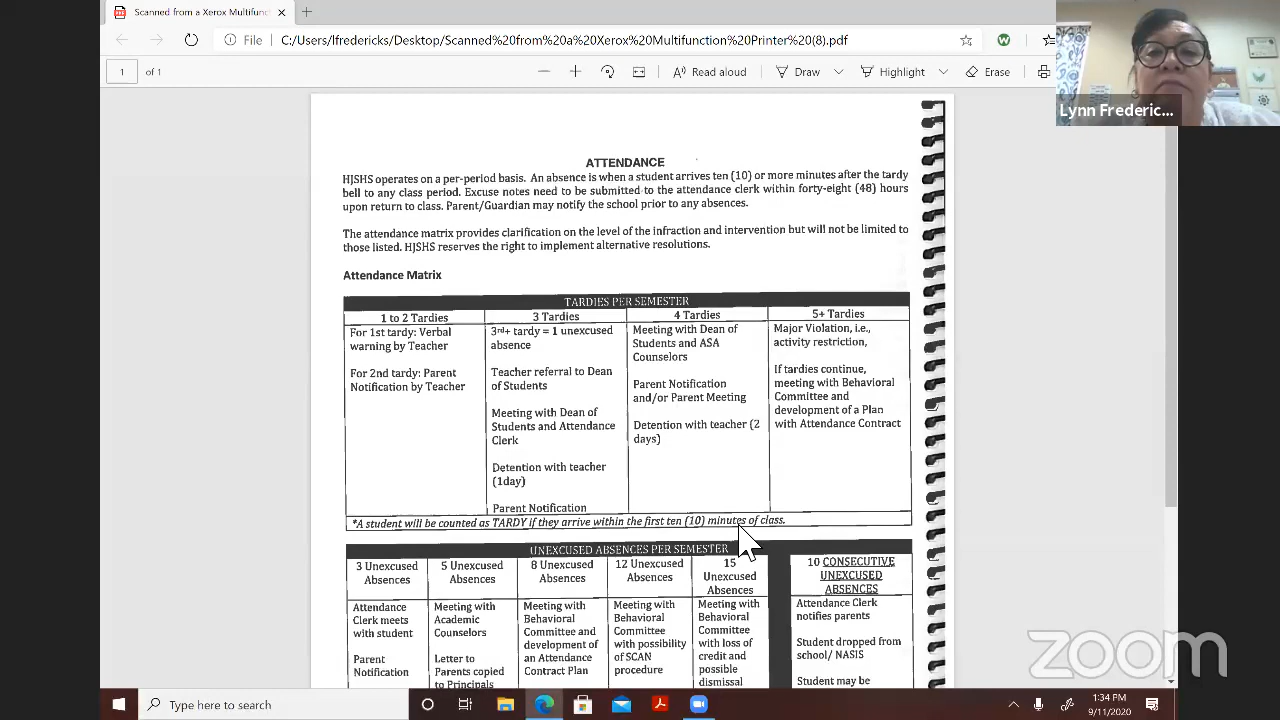 Scanned from a Xerox Multifunc
File
C:/Users/lfredericks/Desktop/Scanned%20from%20a%20Xerox%20Multifunction%20Printer%20(8).pdf
1
of 1
Read aloud
Draw
Highlight
Erase
Lynn Frederic...
ATTENDANCE
HJSHS operates on a per-period basis. An absence is when a student arrives ten (10) or more minutes after the tardy
bell to any class period. Excuse notes need to be submitted to the attendance clerk within forty-eight (48) hours
upon return to class. Parent/Guardian may notify the school prior to any absences.
The attendance matrix provides clarification on the level of the infraction and intervention but will not be limited to
those listed. HJSHS reserves the right to implement alternative resolutions.
Attendance Matrix
TARDIES PER SEMESTER
1 to 2 Tardies
For 1st tardy: Verbal
warning by Teacher
For 2nd tardy: Parent
Notification by Teacher
3 Tardies
3rd+ tardy = 1 unexcused
absence
Teacher referral to Dean
of Students
Meeting with Dean of
Students and Attendance
Clerk
Detention with teacher
(1day)
Parent Notification
4 Tardies
Meeting with Dean of
Students and ASA
Counselors
Parent Notification
and/or Parent Meeting
Detention with teacher (2
days)
5+ Tardies
Major Violation, i.e.,
activity restriction,
If tardies continue,
meeting with Behavioral
Committee and
development of a Plan
with Attendance Contract
*A student will be counted as TARDY if they arrive within the first ten (10) minutes of class.
UNEXCUSED ABSENCES PER SEMESTER
3 Unexcused
Absences
Attendance
Clerk meets
with student
Parent
Notification
5 Unexcused
Absences
Meeting with
Academic
Counselors
Letter to
Parents copied
to Principals
8 Unexcused
Absences
Meeting with
Behavioral
Committee and
development of
an Attendance
Contract Plan
12 Unexcused
Absences
Meeting with
Behavioral
Committee
with possibility
of SCAN
procedure
15
Unexcused
Absences
Meeting with
Behavioral
Committee
with loss of
credit and
possible
dismissal
10 CONSECUTIVE
UNEXCUSED
ABSENCES
Attendance Clerk
notifies parents
Student dropped from
school/ NASIS
Student may be
zoom
Type here to search
1:34 PM
9/11/2020